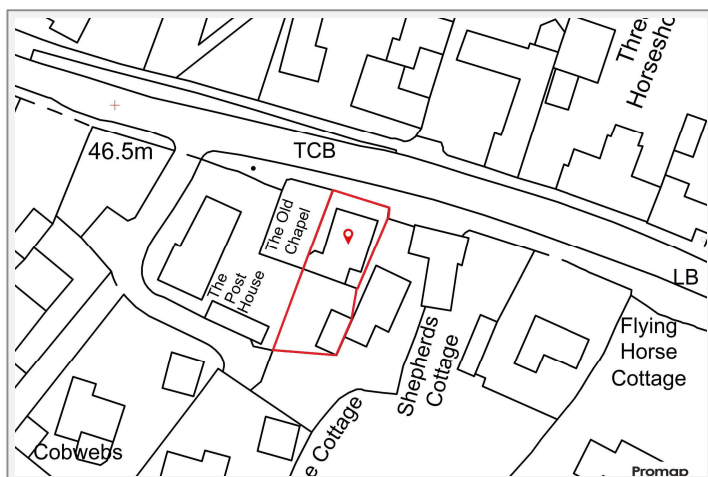 Three
Horsesho
TCB
46.5m
The Old
Chapel
The
Post
House
LB
Flying
Horse
Cottage
Shepherds
Cottage
e Cottage
Cobwebs
Promap